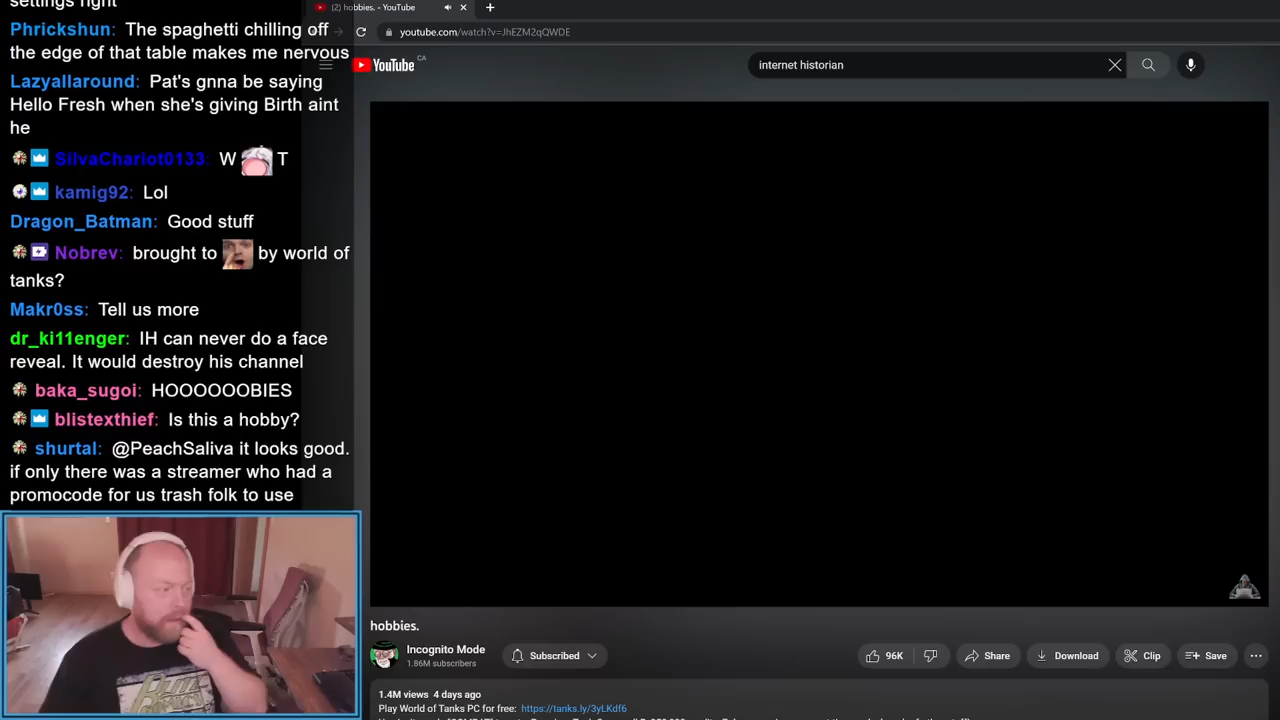 settings right
Phrickshun: The spaghetti chilling off
the edge of that table makes me nervous
Lazyallaround: Pat's gnna be saying
Hello Fresh when she's giving Birth aint
he
SilvaChariot0133: W T
kamig92: Lol
Dragon_Batman: Good stuff
Nobrev: brought to by world of
tanks?
Makr0ss: Tell us more
dr_ki11enger: IH can never do a face
reveal. It would destroy his channel
baka_sugoi: HOOOOOOBIES
blistexthief: Is this a hobby?
shurtal: @PeachSaliva it looks good.
if only there was a streamer who had a
promocode for us trash folk to use
(2) hobbies. - YouTube
youtube.com/watch?v=JhEZM2qQWDE
YouTube CA
internet historian
hobbies.
Incognito Mode
1.86M subscribers
Subscribed
96K
Share
Download
Clip
Save
1.4M views 4 days ago
Play World of Tanks PC for free: https://tanks.ly/3yLKdf6